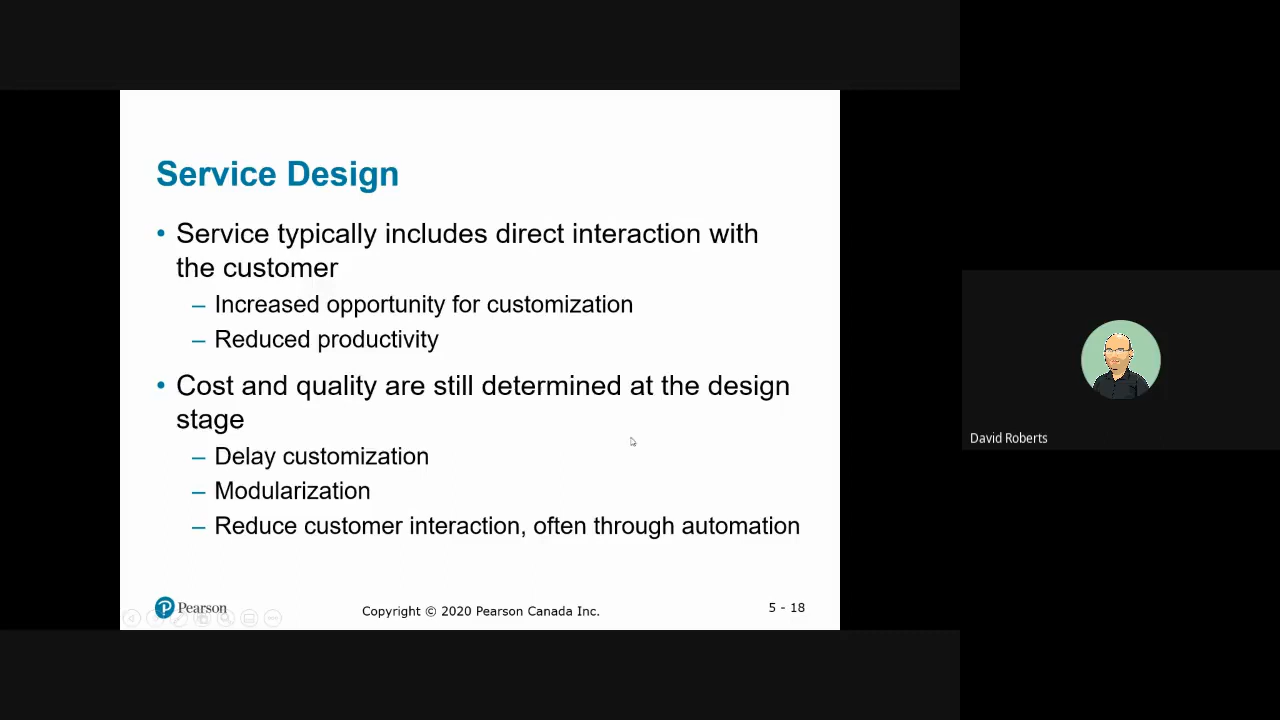 Service Design
• Service typically includes direct interaction with
the customer
– Increased opportunity for customization
– Reduced productivity
• Cost and quality are still determined at the design
stage
– Delay customization
– Modularization
– Reduce customer interaction, often through automation
Pearson
Copyright © 2020 Pearson Canada Inc.
5 - 18
David Roberts